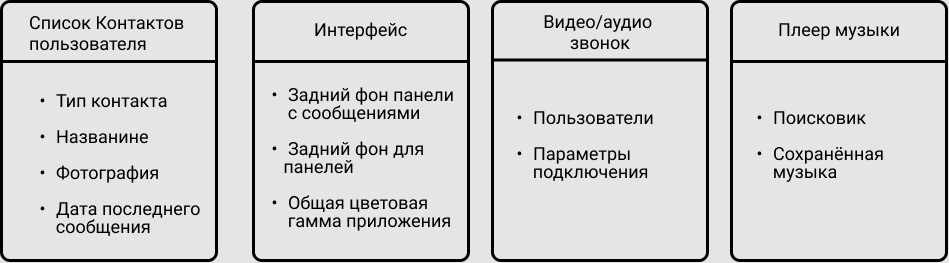 Список Контактов
пользователя
• Тип контакта
• Названине
• Фотография
• Дата последнего
сообщения
Интерфейс
• Задний фон панели
с сообщениями
• Задний фон для
панелей
• Общая цветовая
гамма приложения
Видео/аудио
звонок
• Пользователи
• Параметры
подключения
Плеер музыки
• Поисковик
• Сохранённая
музыка